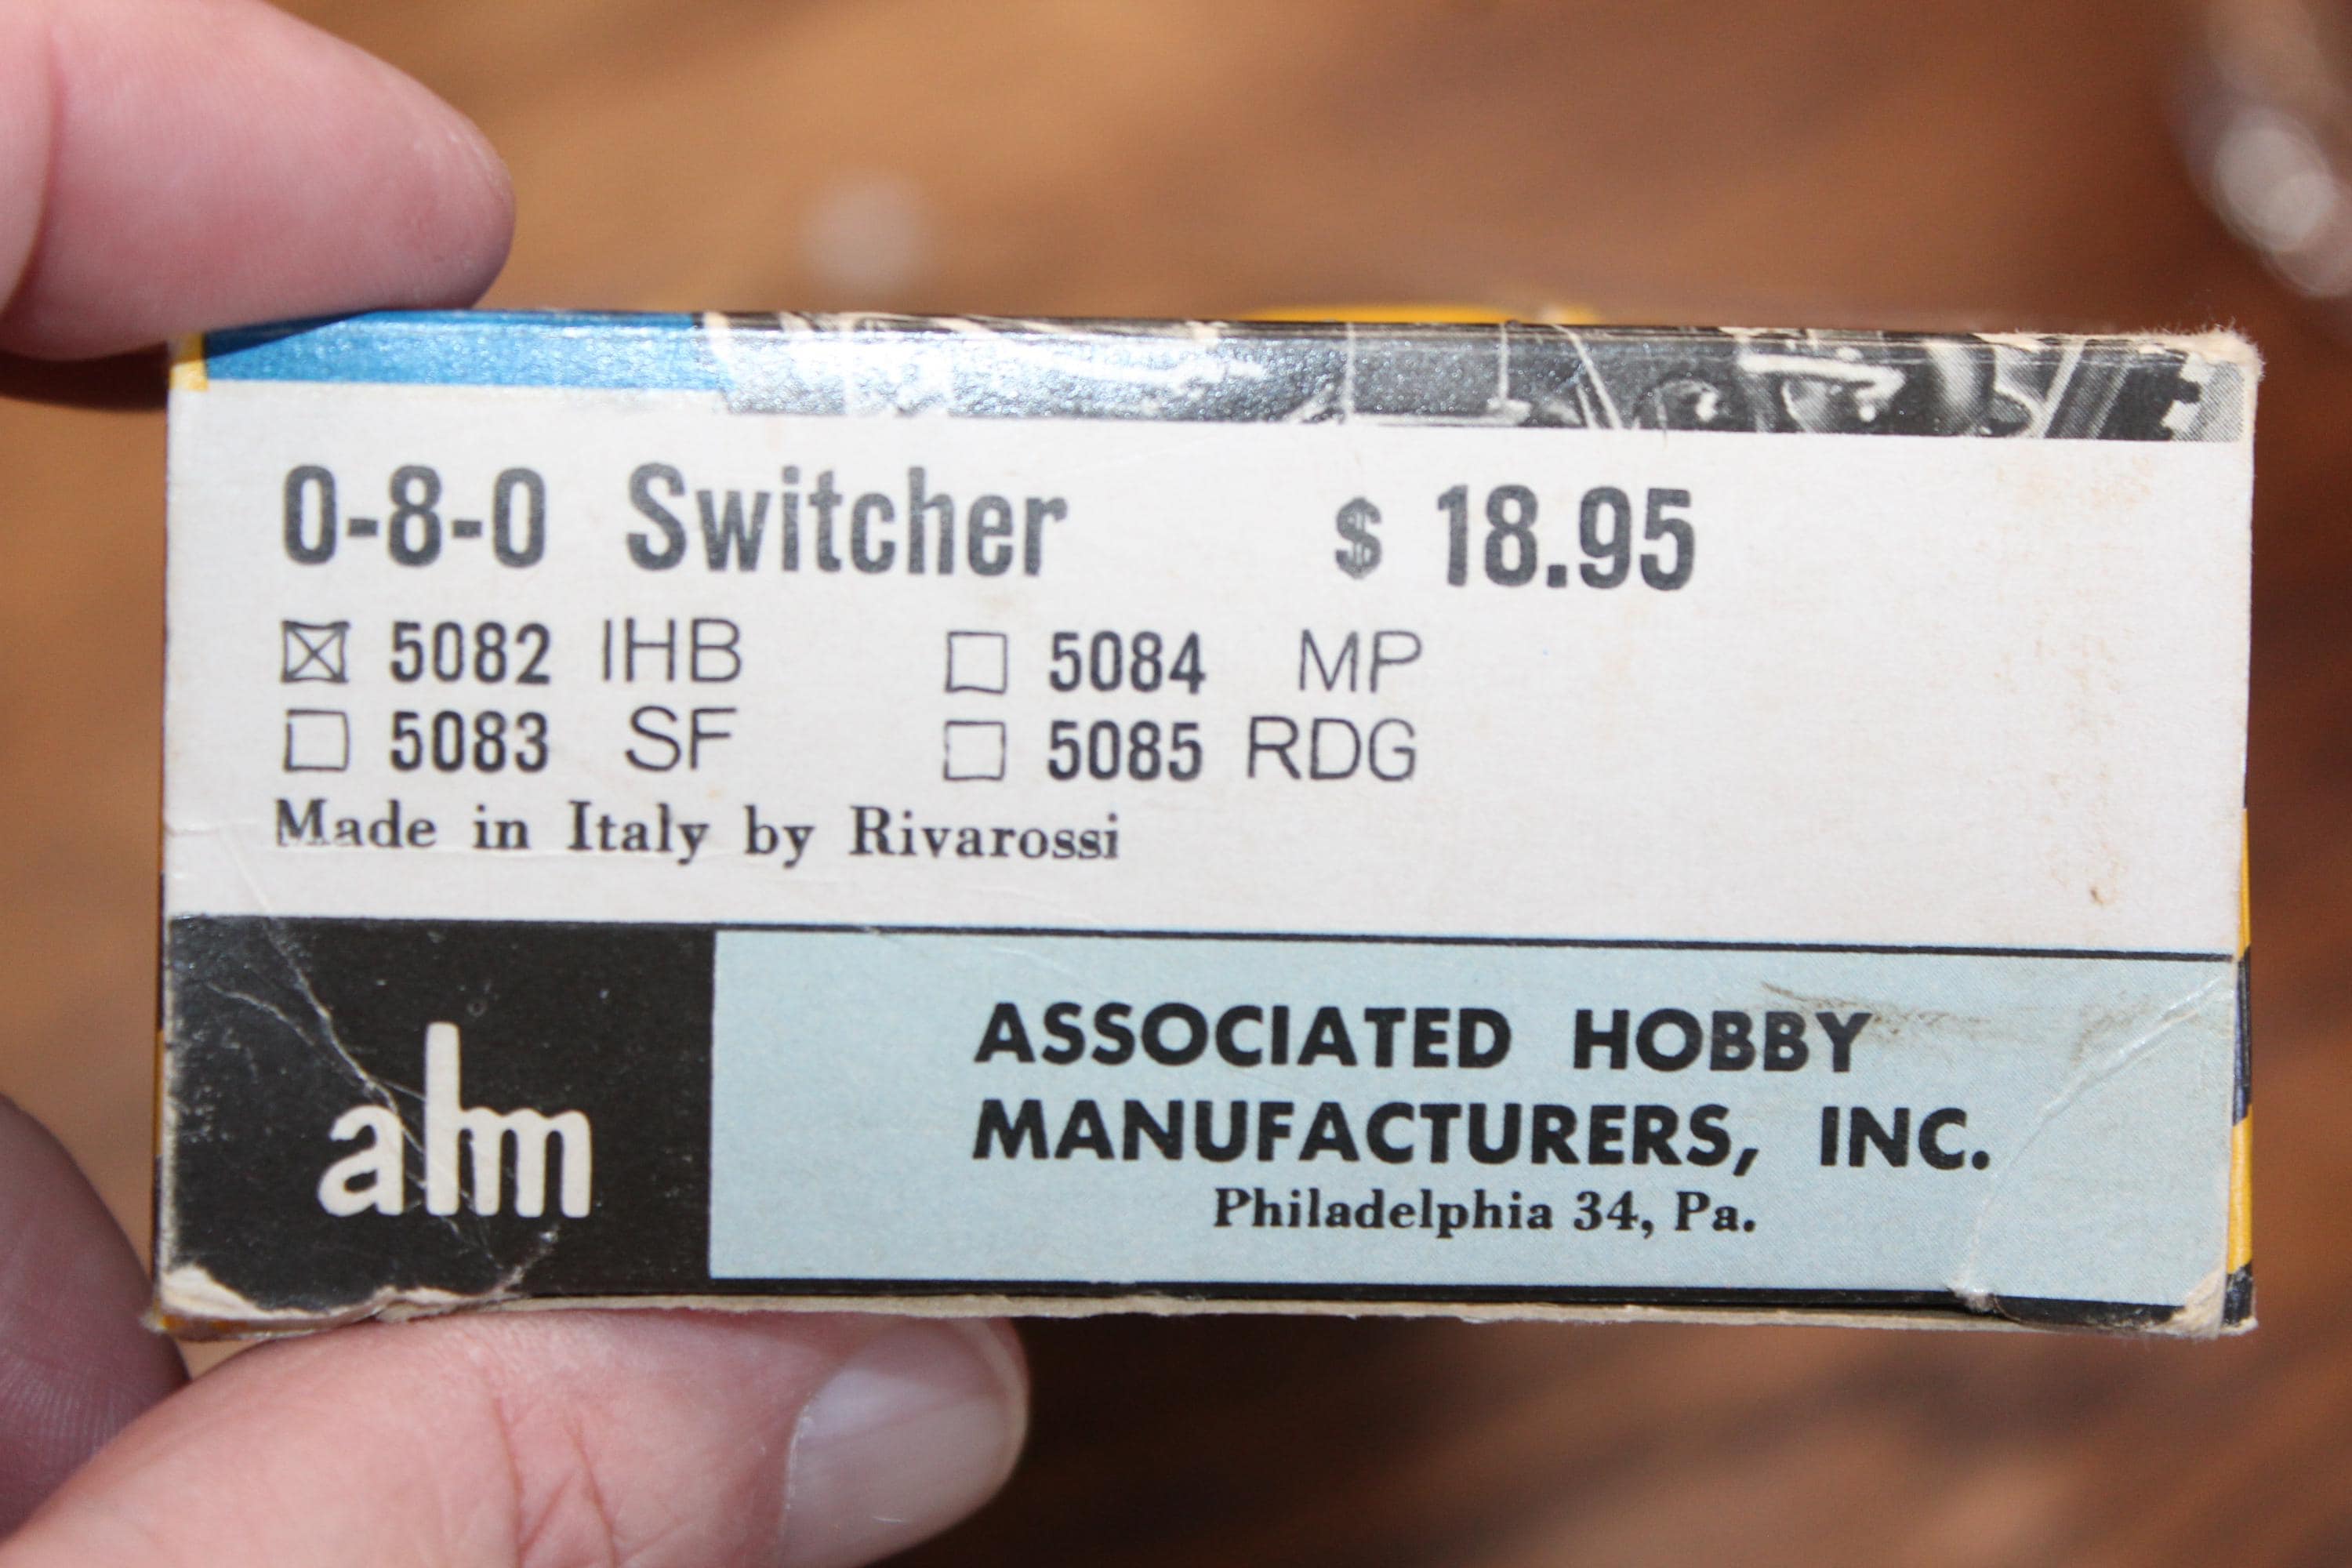 0-8-0 Switcher $ 18.95
☒ 5082 IHB ☐ 5084 MP
☐ 5083 SF ☐ 5085 RDG
Made in Italy by Rivarossi
ahm
ASSOCIATED HOBBY
MANUFACTURERS, INC.
Philadelphia 34, Pa.